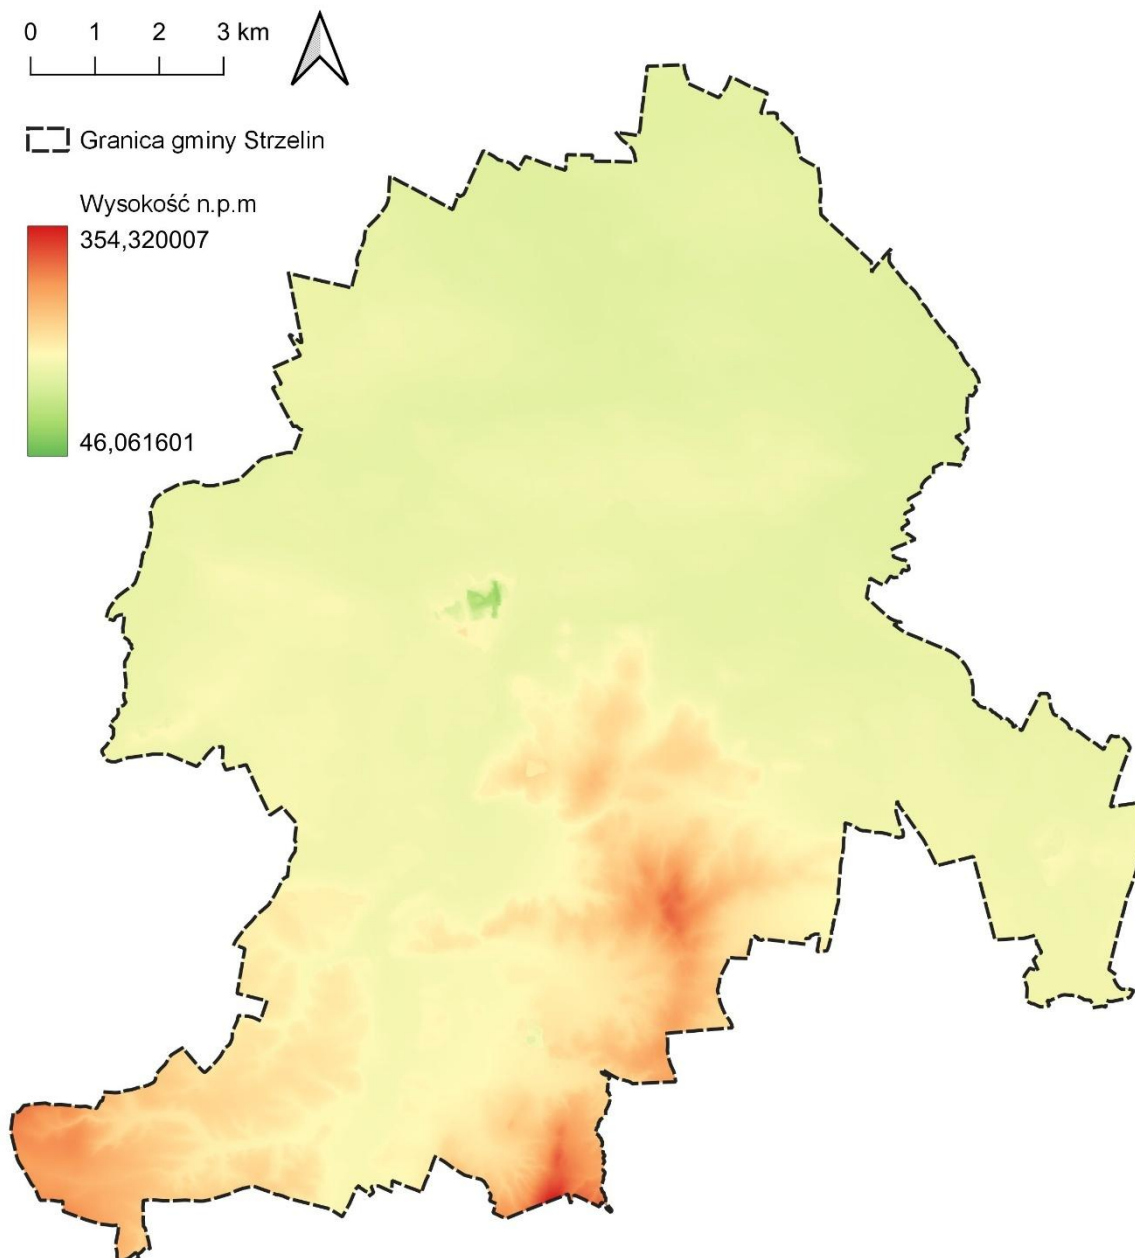 0 1 2 3 km
Granica gminy Strzelin
Wysokość n.p.m
354,320007
46,061601